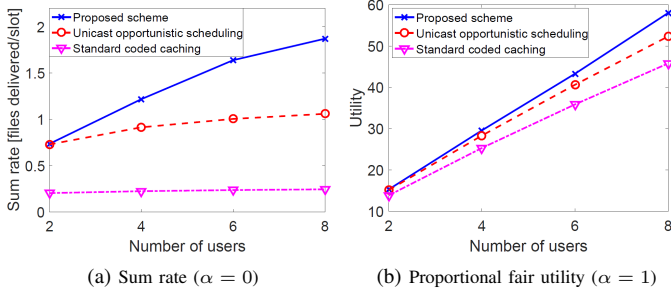 Sum rate [files delivered/slot]
2
1.5
1
0.5
0
Proposed scheme
Unicast opportunistic scheduling
Standard coded caching
2 4 6 8
Number of users
(a) Sum rate (α = 0)
Utility
60
50
40
30
20
10
Proposed scheme
Unicast opportunistic scheduling
Standard coded caching
2 4 6 8
Number of users
(b) Proportional fair utility (α = 1)